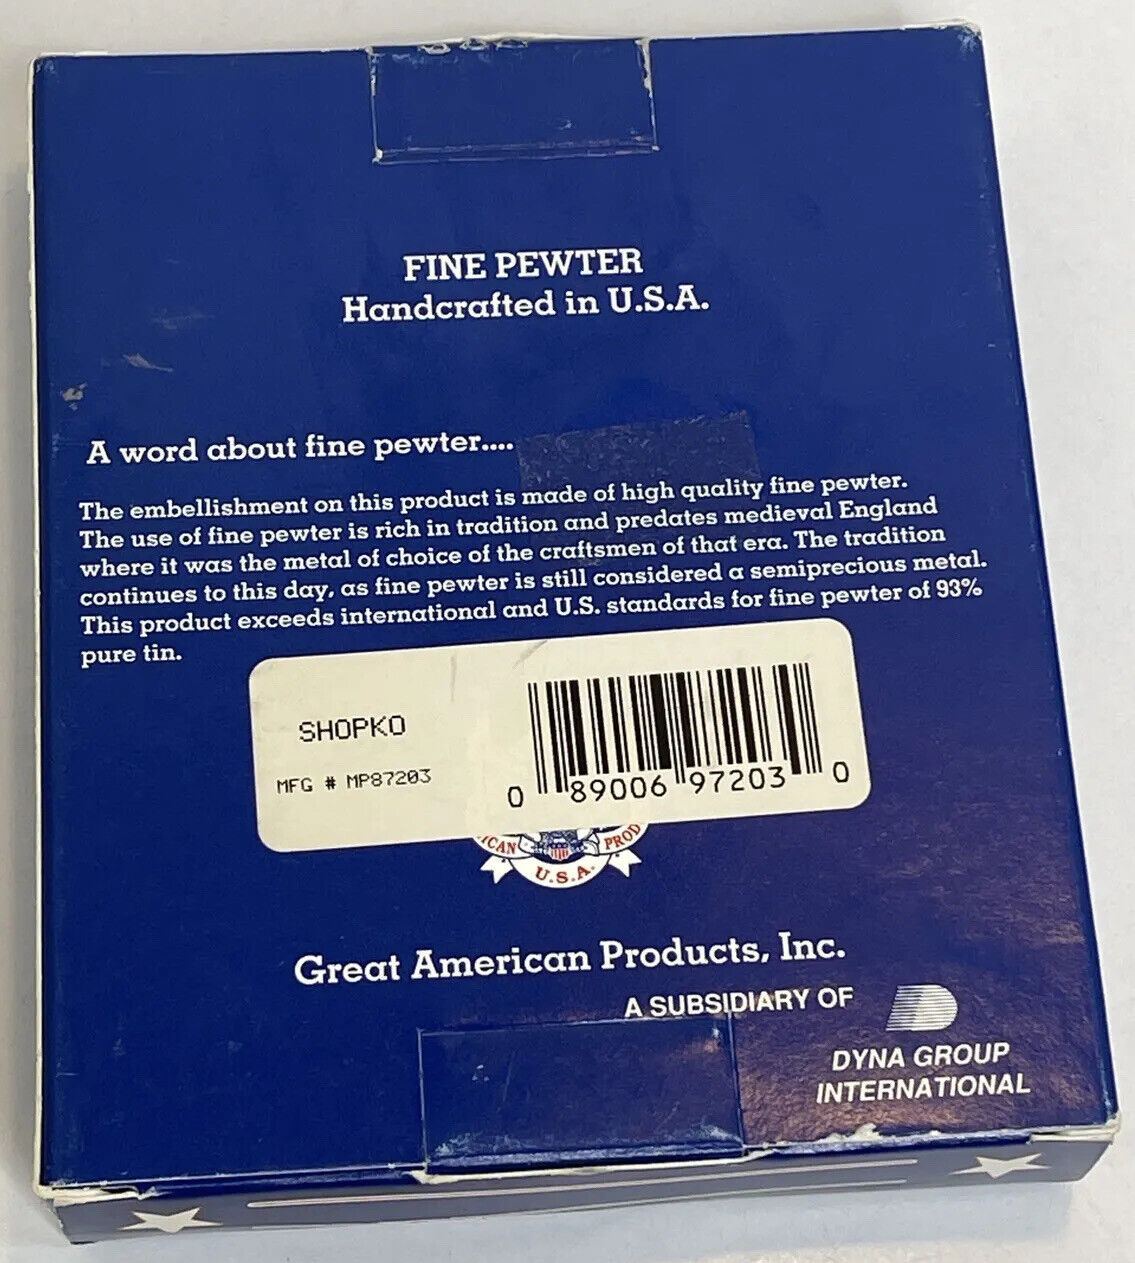 FINE PEWTER
Handcrafted in U.S.A.
A word about fine pewter....
The embellishment on this product is made of high quality fine pewter.
The use of fine pewter is rich in tradition and predates medieval England
where it was the metal of choice of the craftsmen of that era. The tradition
continues to this day, as fine pewter is still considered a semiprecious metal.
This product exceeds international and U.S. standards for fine pewter of 93%
pure tin.
SHOPKO
MFG # MP87203
0 89006 97203 0
U.S.A.
Great American Products, Inc.
A SUBSIDIARY OF
DYNA GROUP
INTERNATIONAL